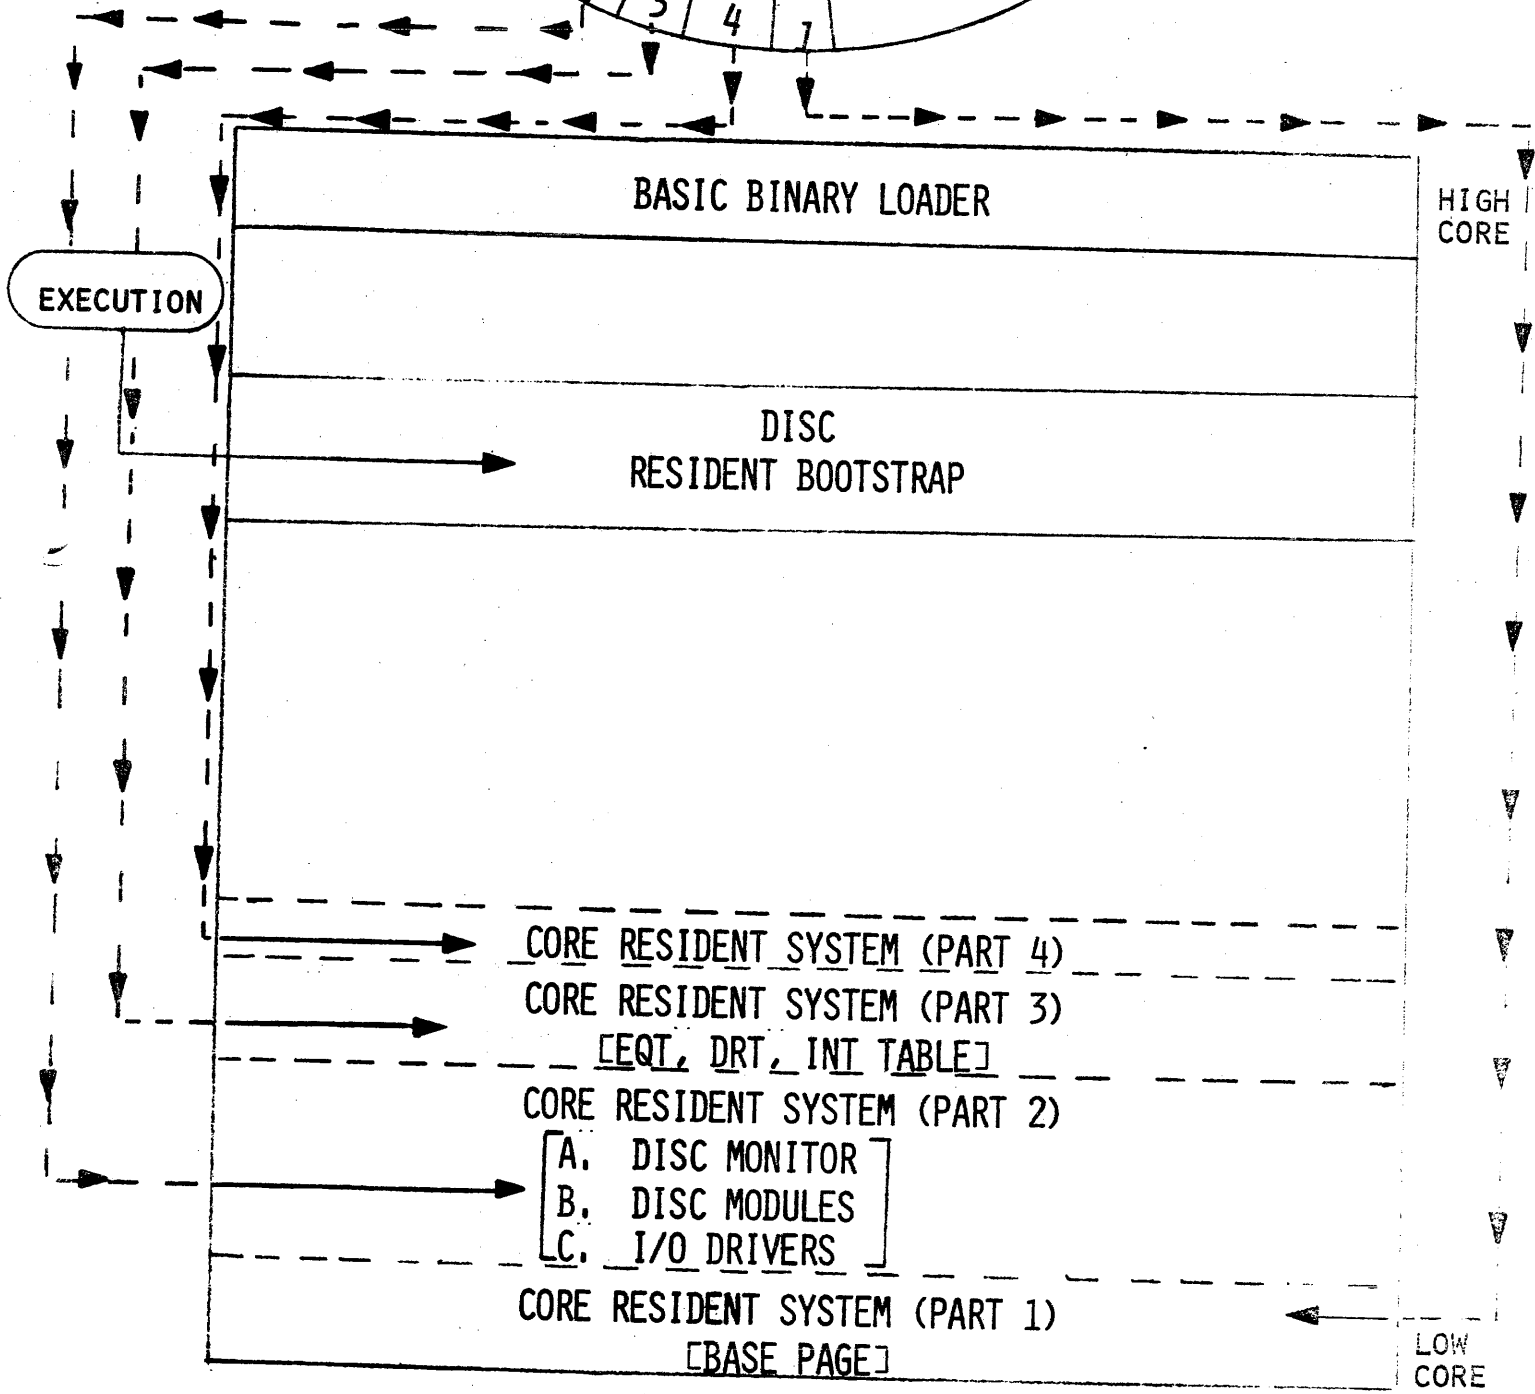 3 4 1
BASIC BINARY LOADER
HIGH
CORE
EXECUTION
DISC
RESIDENT BOOTSTRAP
CORE RESIDENT SYSTEM (PART 4)
CORE RESIDENT SYSTEM (PART 3)
[EQT, DRT, INT TABLE]
CORE RESIDENT SYSTEM (PART 2)
A. DISC MONITOR
B. DISC MODULES
C. I/O DRIVERS
CORE RESIDENT SYSTEM (PART 1)
[BASE PAGE]
LOW
CORE